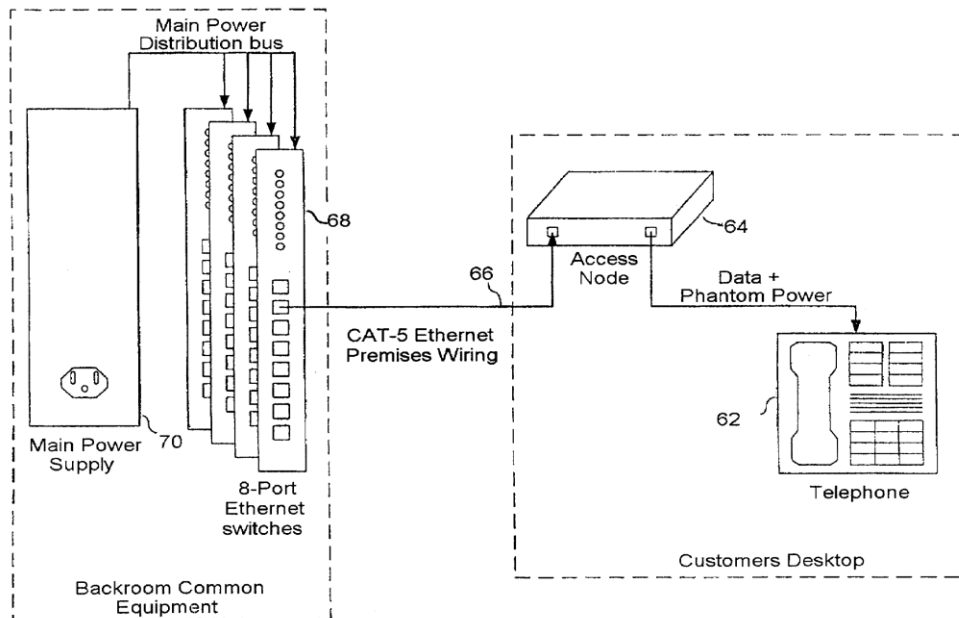 Main Power
Distribution bus
68
64
Access
Node
66
Data +
Phantom Power
CAT-5 Ethernet
Premises Wiring
62
70
Main Power
Supply
8-Port
Ethernet
switches
Telephone
Customers Desktop
Backroom Common
Equipment